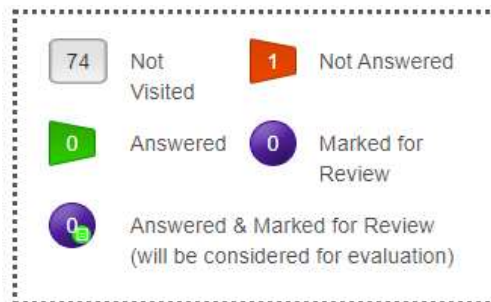 74 Not Visited
1 Not Answered
0 Answered
0 Marked for Review
0 Answered & Marked for Review
(will be considered for evaluation)